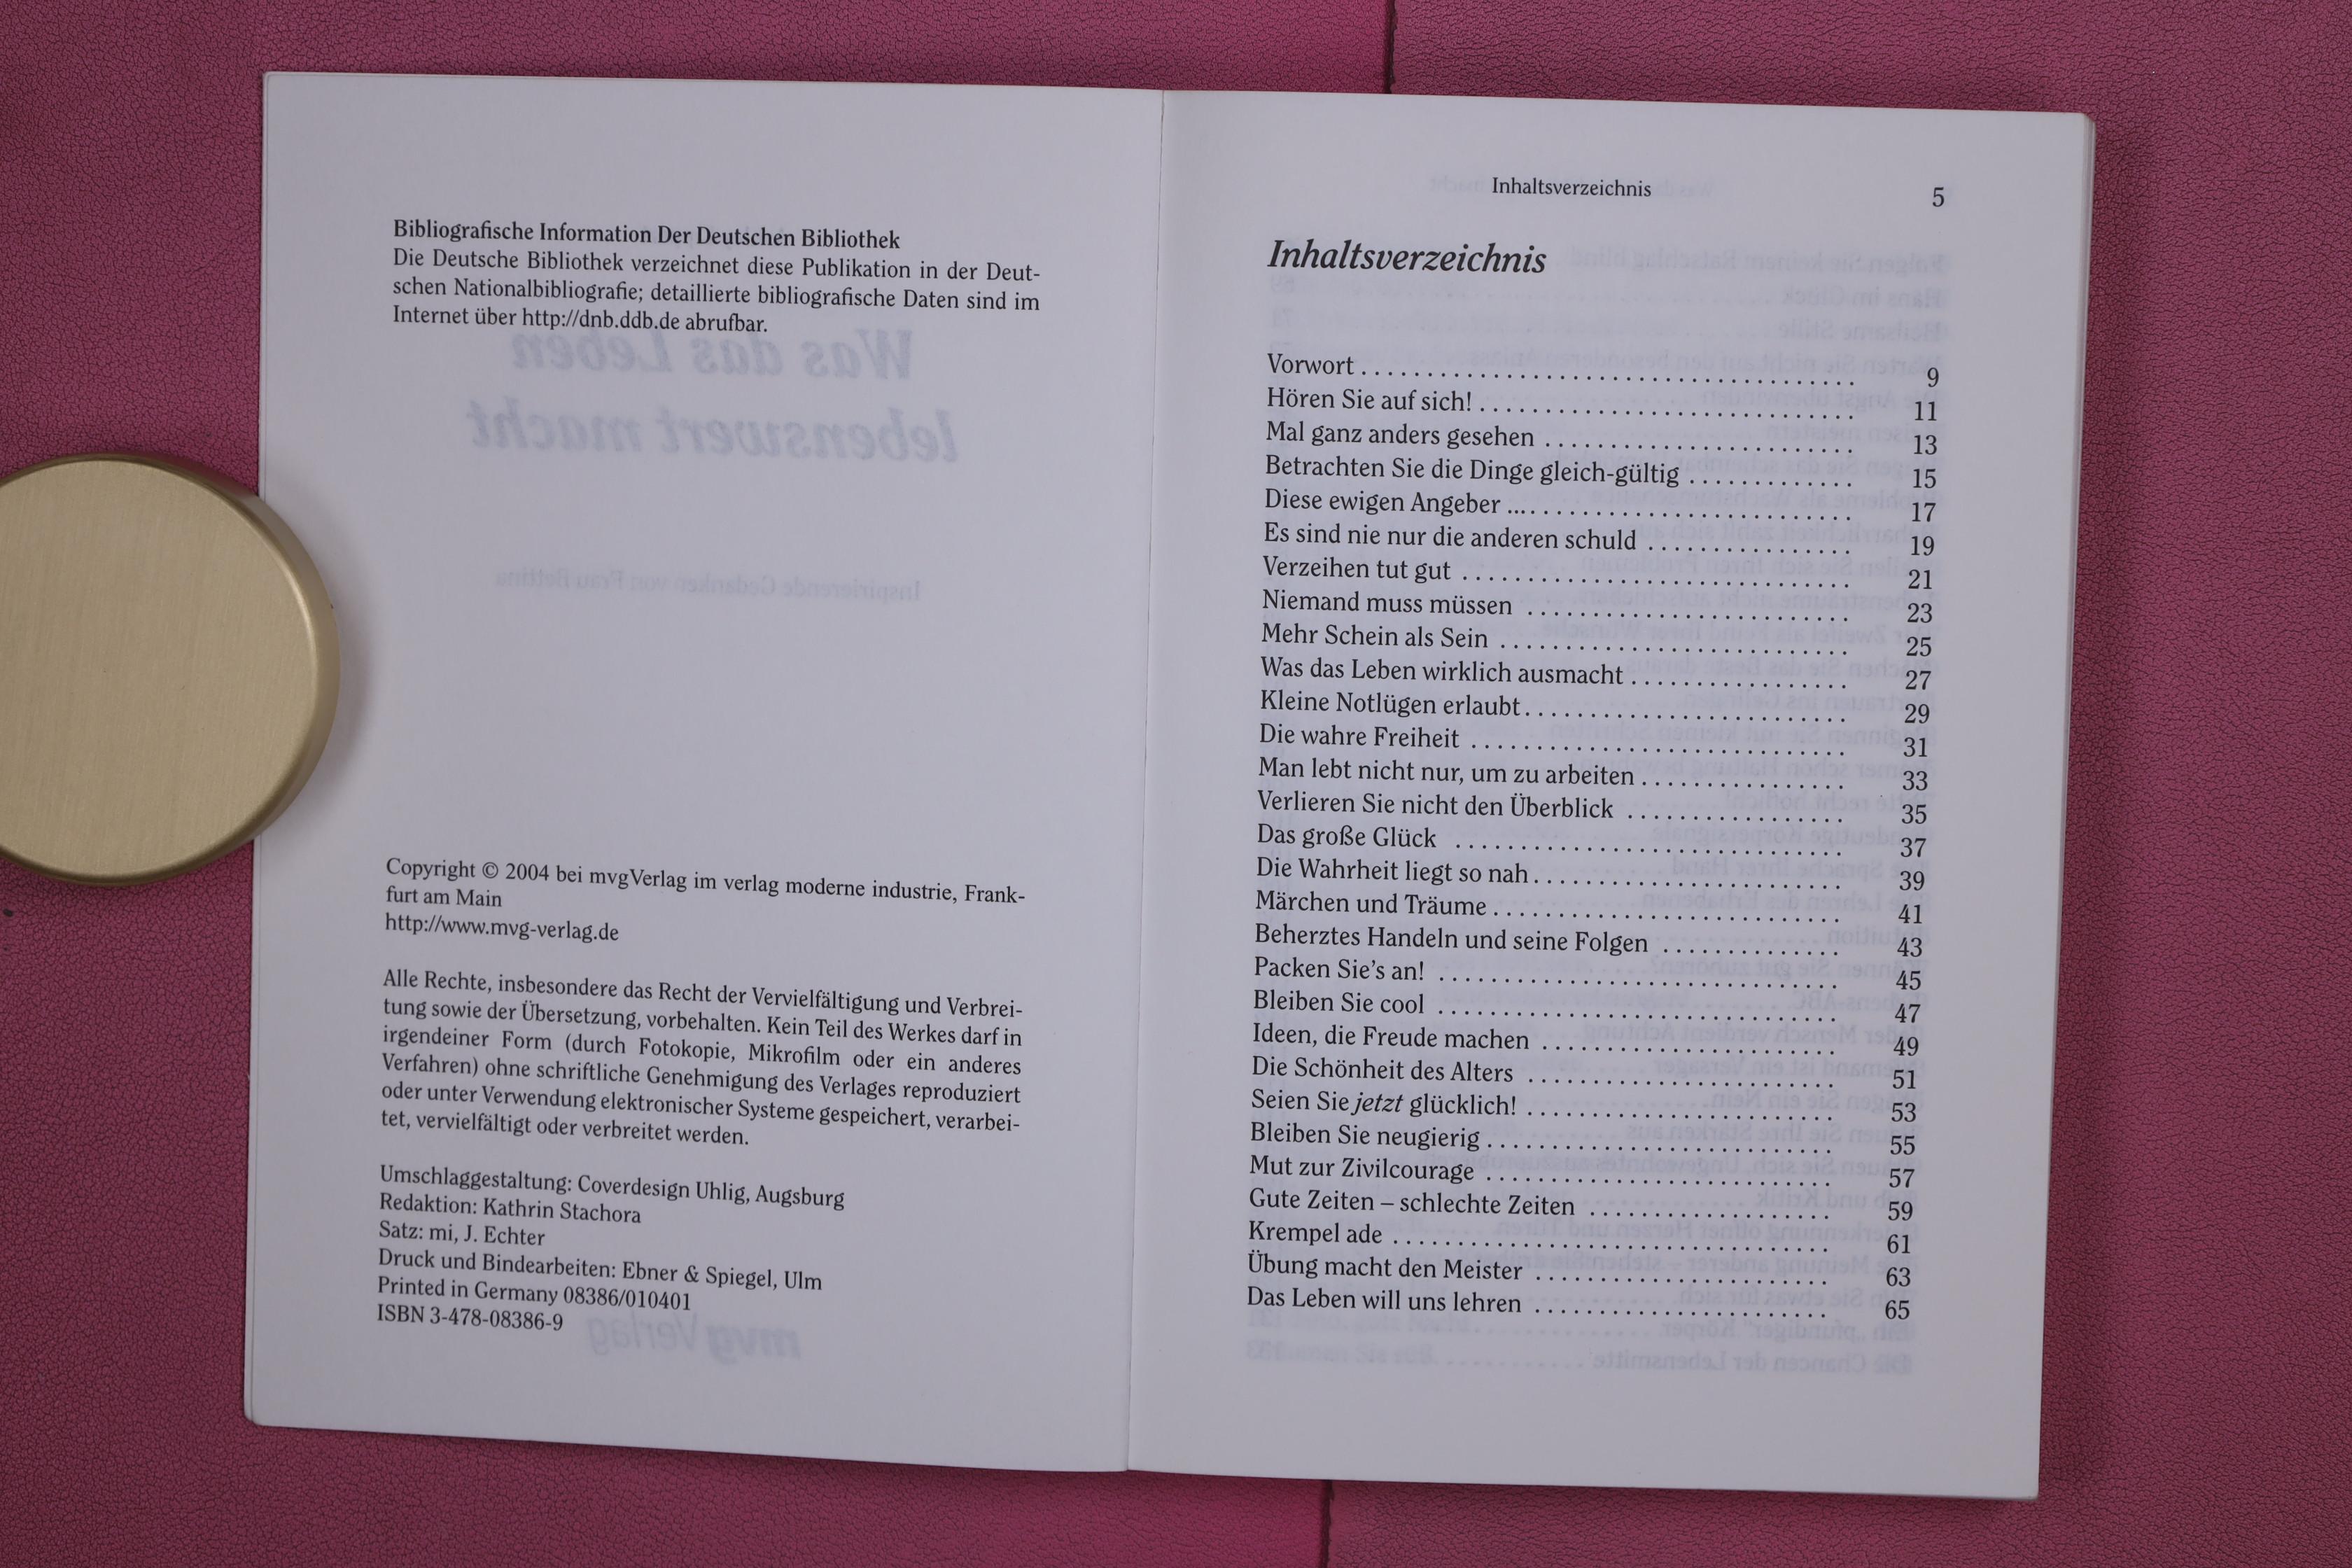 Bibliografische Information Der Deutschen Bibliothek
Die Deutsche Bibliothek verzeichnet diese Publikation in der Deut-
schen Nationalbibliografie; detaillierte bibliografische Daten sind im
Internet über http://dnb.ddb.de abrufbar.
Was das Leben
lebenswert macht
Inspirierende Gedanken von Frau Bettina
Copyright © 2004 bei mvgVerlag im verlag moderne industrie, Frank-
furt am Main
http://www.mvg-verlag.de
Alle Rechte, insbesondere das Recht der Vervielfältigung und Verbrei-
tung sowie der Übersetzung, vorbehalten. Kein Teil des Werkes darf in
irgendeiner Form (durch Fotokopie, Mikrofilm oder ein anderes
Verfahren) ohne schriftliche Genehmigung des Verlages reproduziert
oder unter Verwendung elektronischer Systeme gespeichert, verarbei-
tet, vervielfältigt oder verbreitet werden.
Umschlaggestaltung: Coverdesign Uhlig, Augsburg
Redaktion: Kathrin Stachora
Satz: mi, J. Echter
Druck und Bindearbeiten: Ebner & Spiegel, Ulm
Printed in Germany 08386/010401
ISBN 3-478-08386-9
mvgVerlag
Inhaltsverzeichnis 5
Inhaltsverzeichnis
Vorwort . . . . . . . . . . 9
Hören Sie auf sich! . . . . . . . . . . 11
Mal ganz anders gesehen . . . . . . . . . . 13
Betrachten Sie die Dinge gleich-gültig . . . . . . . . . . 15
Diese ewigen Angeber ... . . . . . . . . . . 17
Es sind nie nur die anderen schuld . . . . . . . . . . 19
Verzeihen tut gut . . . . . . . . . . 21
Niemand muss müssen . . . . . . . . . . 23
Mehr Schein als Sein . . . . . . . . . . 25
Was das Leben wirklich ausmacht . . . . . . . . . . 27
Kleine Notlügen erlaubt . . . . . . . . . . 29
Die wahre Freiheit . . . . . . . . . . 31
Man lebt nicht nur, um zu arbeiten . . . . . . . . . . 33
Verlieren Sie nicht den Überblick . . . . . . . . . . 35
Das große Glück . . . . . . . . . . 37
Die Wahrheit liegt so nah . . . . . . . . . . 39
Märchen und Träume . . . . . . . . . . 41
Beherztes Handeln und seine Folgen . . . . . . . . . . 43
Packen Sie’s an! . . . . . . . . . . 45
Bleiben Sie cool . . . . . . . . . . 47
Ideen, die Freude machen . . . . . . . . . . 49
Die Schönheit des Alters . . . . . . . . . . 51
Seien Sie jetzt glücklich! . . . . . . . . . . 53
Bleiben Sie neugierig . . . . . . . . . . 55
Mut zur Zivilcourage . . . . . . . . . . 57
Gute Zeiten – schlechte Zeiten . . . . . . . . . . 59
Krempel ade . . . . . . . . . . 61
Übung macht den Meister . . . . . . . . . . 63
Das Leben will uns lehren . . . . . . . . . . 65